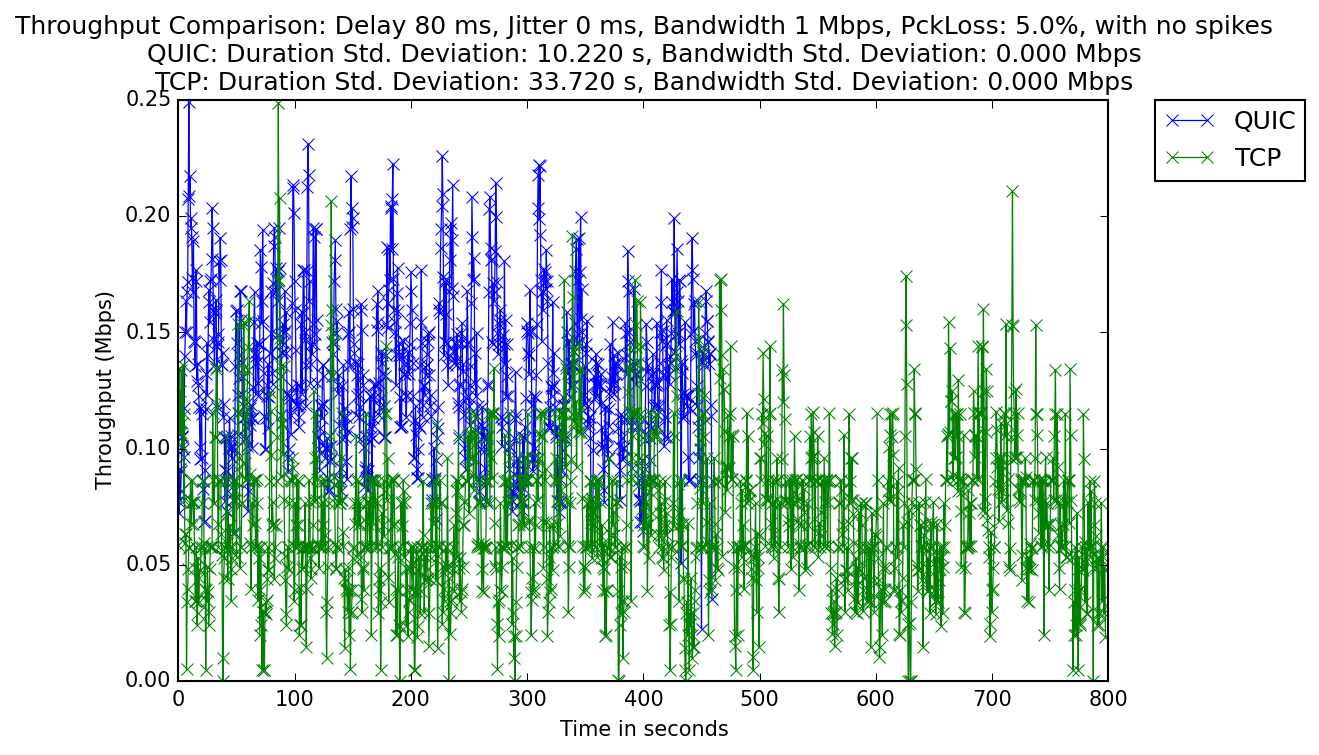 Throughput Comparison: Delay 80 ms, Jitter 0 ms, Bandwidth 1 Mbps, PckLoss: 5.0%, with no spikes
QUIC: Duration Std. Deviation: 10.220 s, Bandwidth Std. Deviation: 0.000 Mbps
TCP: Duration Std. Deviation: 33.720 s, Bandwidth Std. Deviation: 0.000 Mbps
QUIC
TCP
Throughput (Mbps)
0.25
0.20
0.15
0.10
0.05
0.00
0 100 200 300 400 500 600 700 800
Time in seconds